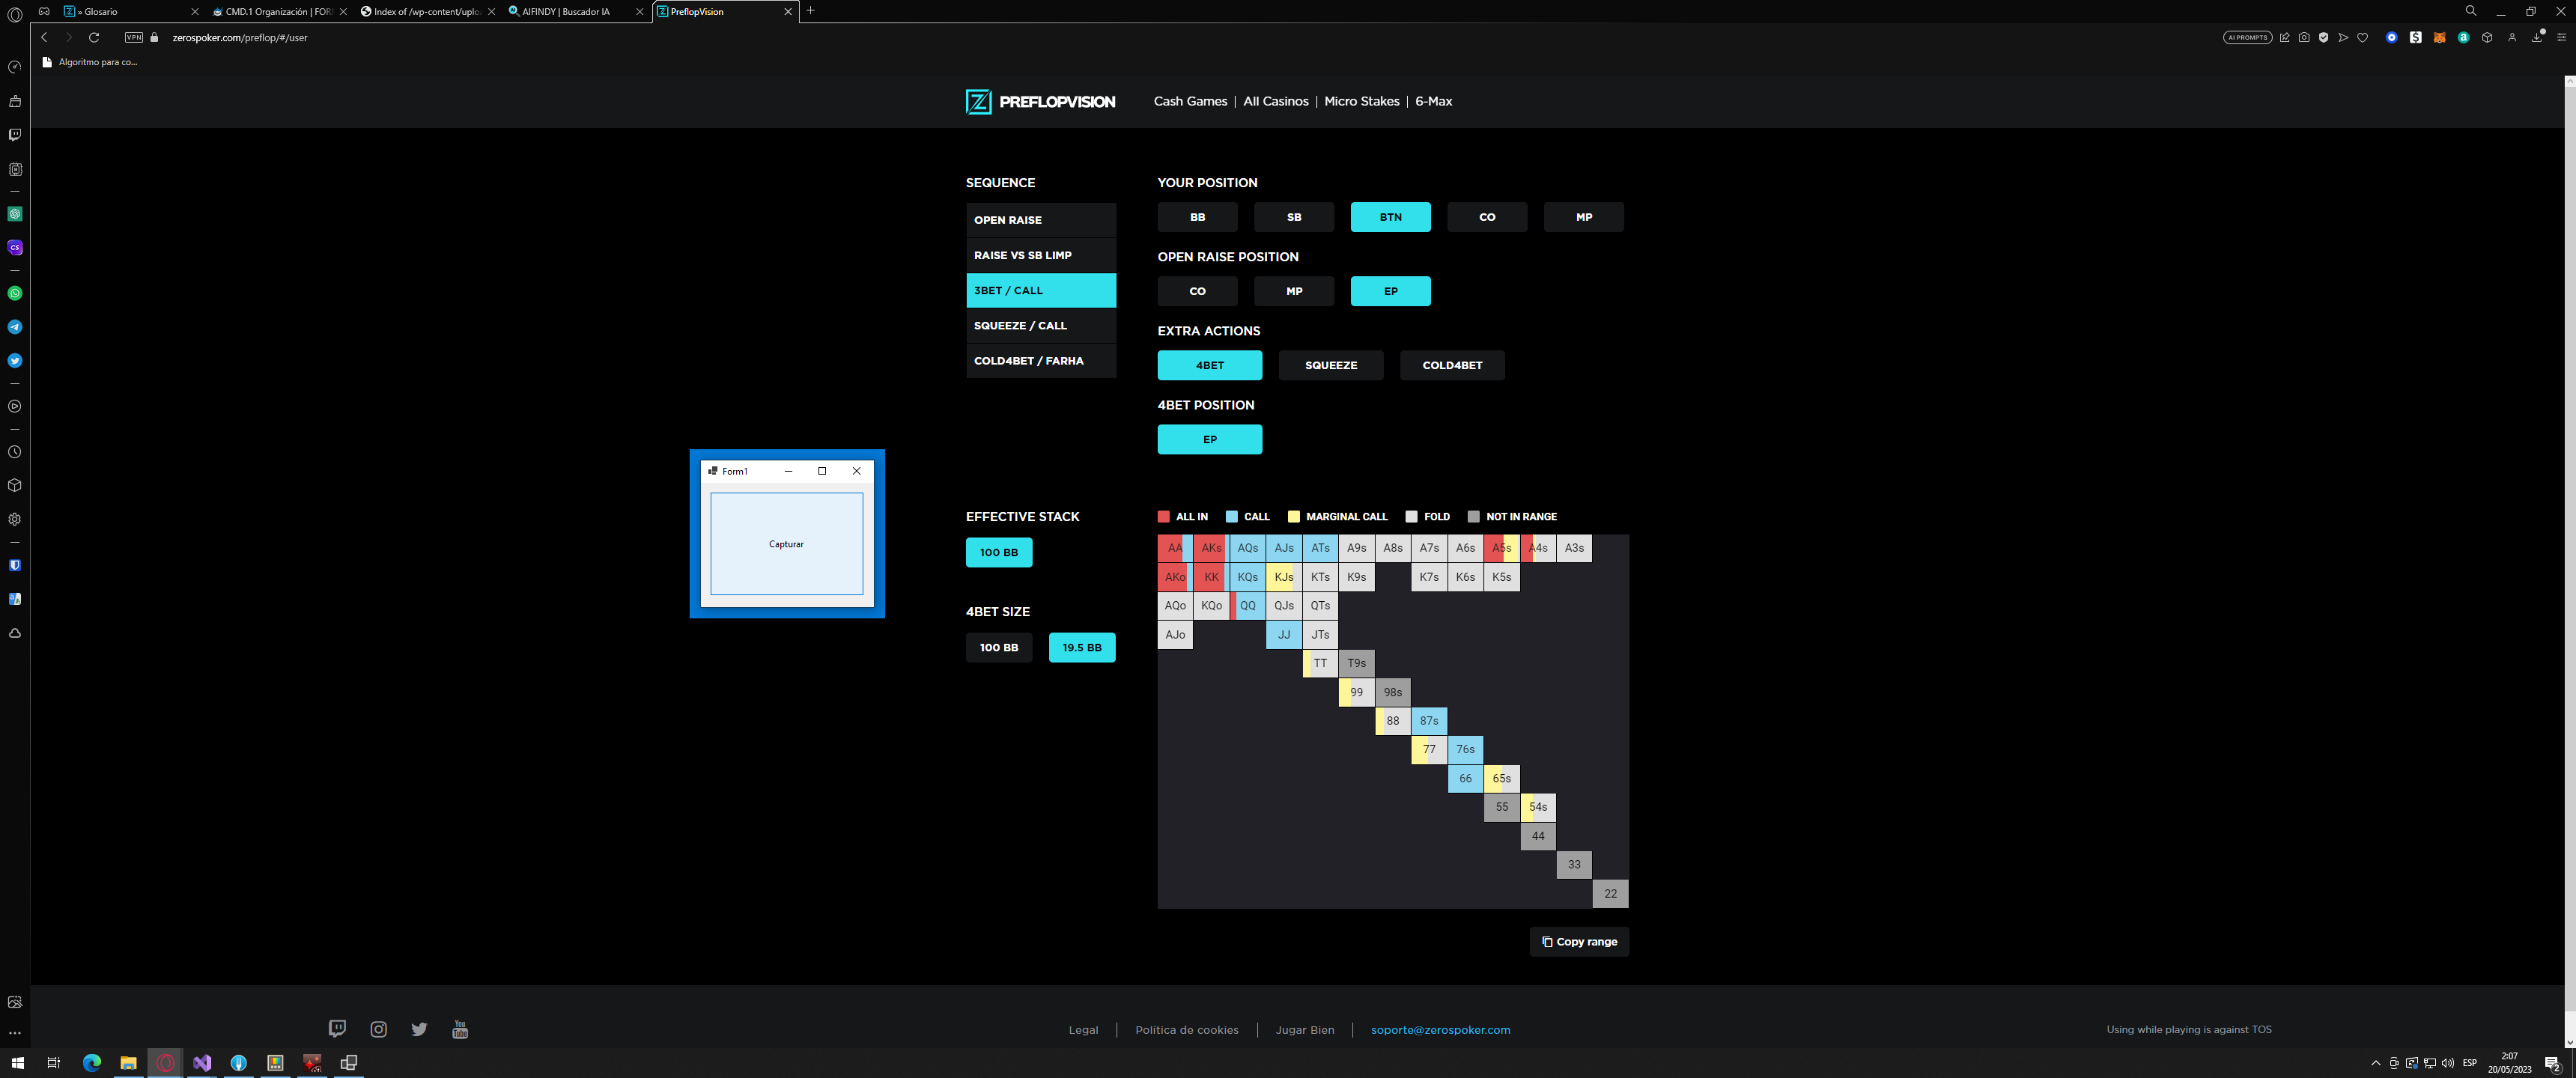 » Glosario
CMD.1 Organización | FOR
Index of /wp-content/uplo
AIFINDY | Buscador IA
PreflopVision
VPN
zerospoker.com/preflop/#/user
AI PROMPTS
Algoritmo para co...
PREFLOPVISION
Cash Games | All Casinos | Micro Stakes | 6-Max
SEQUENCE
OPEN RAISE
RAISE VS SB LIMP
3BET / CALL
SQUEEZE / CALL
COLD4BET / FARHA
YOUR POSITION
BB SB BTN CO MP
OPEN RAISE POSITION
CO MP EP
EXTRA ACTIONS
4BET SQUEEZE COLD4BET
4BET POSITION
EP
Form1
Capturar
EFFECTIVE STACK
100 BB
4BET SIZE
100 BB 19.5 BB
ALL IN CALL MARGINAL CALL FOLD NOT IN RANGE
AA AKs AQs AJs ATs A9s A8s A7s A6s A5s A4s A3s
AKo KK KQs KJs KTs K9s K7s K6s K5s
AQo KQo QQ QJs QTs
AJo JJ JTs
TT T9s
99 98s
88 87s
77 76s
66 65s
55 54s
44
33
22
Copy range
You Tube
Legal | Política de cookies | Jugar Bien | soporte@zerospoker.com
Using while playing is against TOS
ESP
2:07
20/05/2023
2